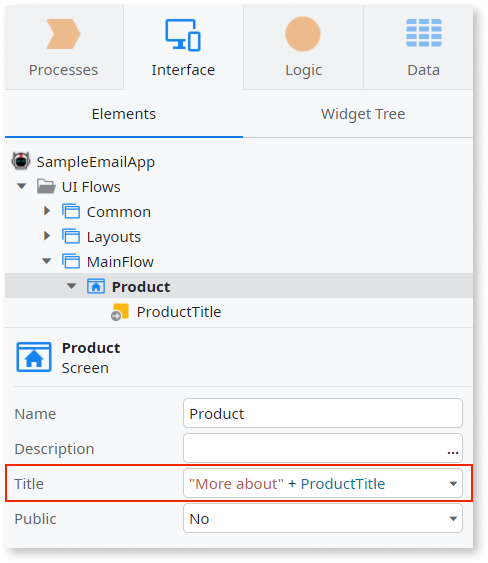 Processes Interface Logic Data
Elements Widget Tree
SampleEmailApp
UI Flows
Common
Layouts
MainFlow
Product
ProductTitle
Product
Screen
Name Product
Description ...
Title "More about" + ProductTitle
Public No